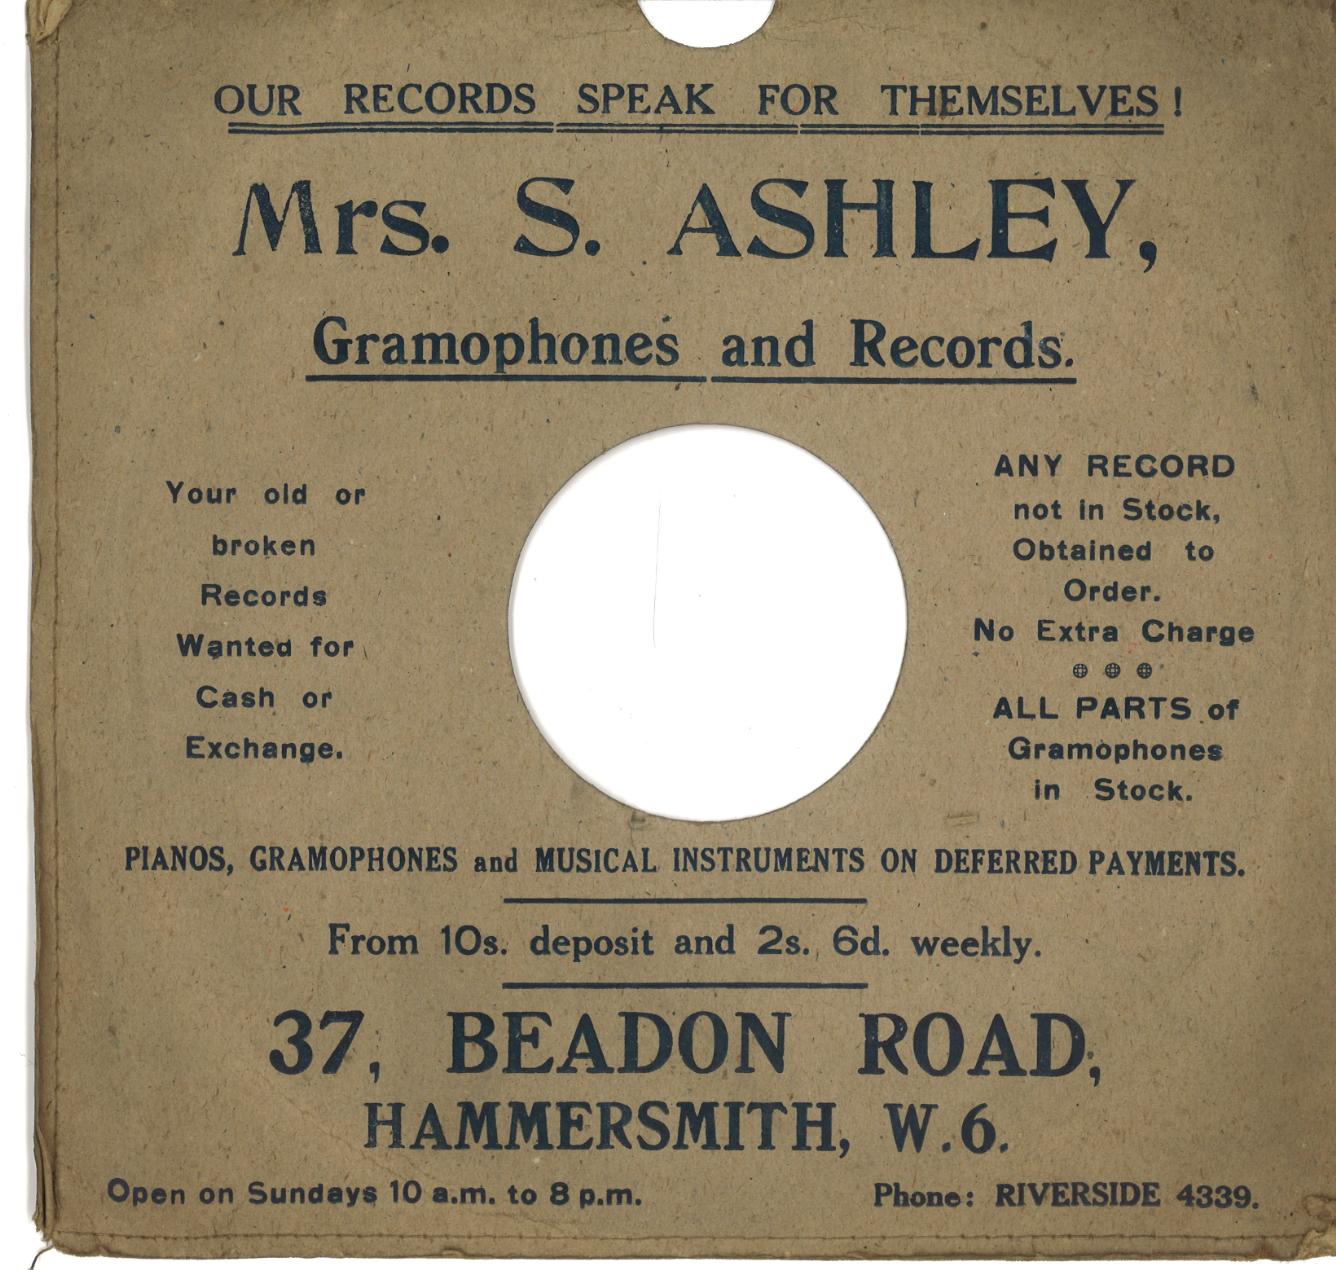 OUR RECORDS SPEAK FOR THEMSELVES!
Mrs. S. ASHLEY,
Gramophones and Records.
Your old or
broken
Records
Wanted for
Cash or
Exchange.
ANY RECORD
not in Stock,
Obtained to
Order.
No Extra Charge
ALL PARTS of
Gramophones
in Stock.
PIANOS, GRAMOPHONES and MUSICAL INSTRUMENTS ON DEFERRED PAYMENTS.
From 10s. deposit and 2s. 6d. weekly.
37, BEADON ROAD,
HAMMERSMITH, W.6.
Open on Sundays 10 a.m. to 8 p.m.
Phone: RIVERSIDE 4339.